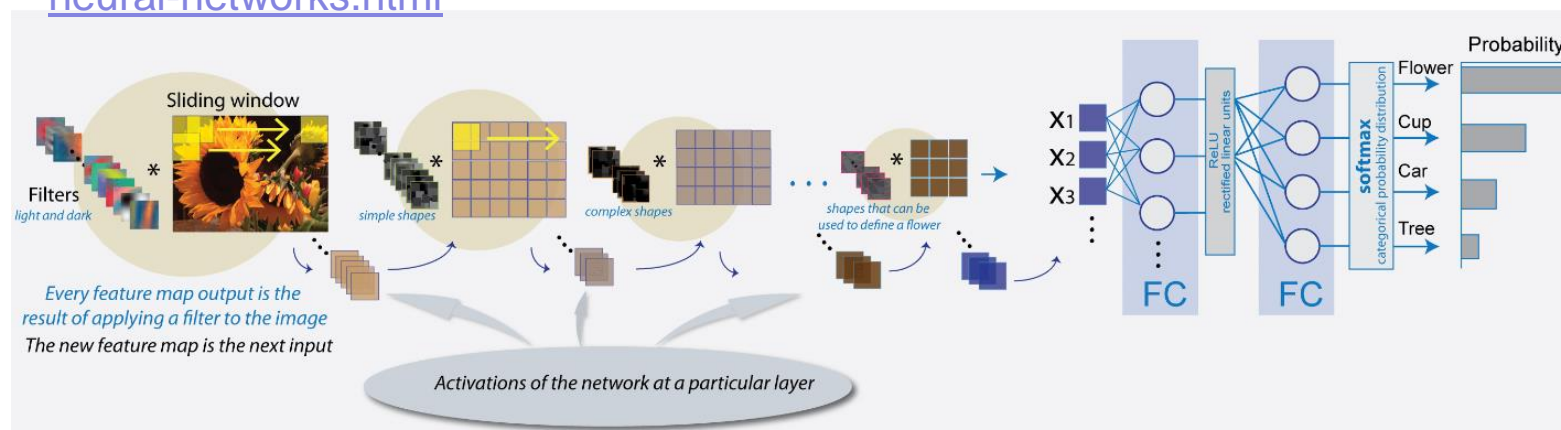 neural-networks.html
Sliding window
Filters
light and dark
*
simple shapes
*
complex shapes
*
shapes that can be
used to define a flower
*
Every feature map output is the
result of applying a filter to the image
The new feature map is the next input
Activations of the network at a particular layer
X1
X2
X3
FC
ReLU
rectified linear units
FC
softmax
categorical probability distribution
Probability
Flower
Cup
Car
Tree